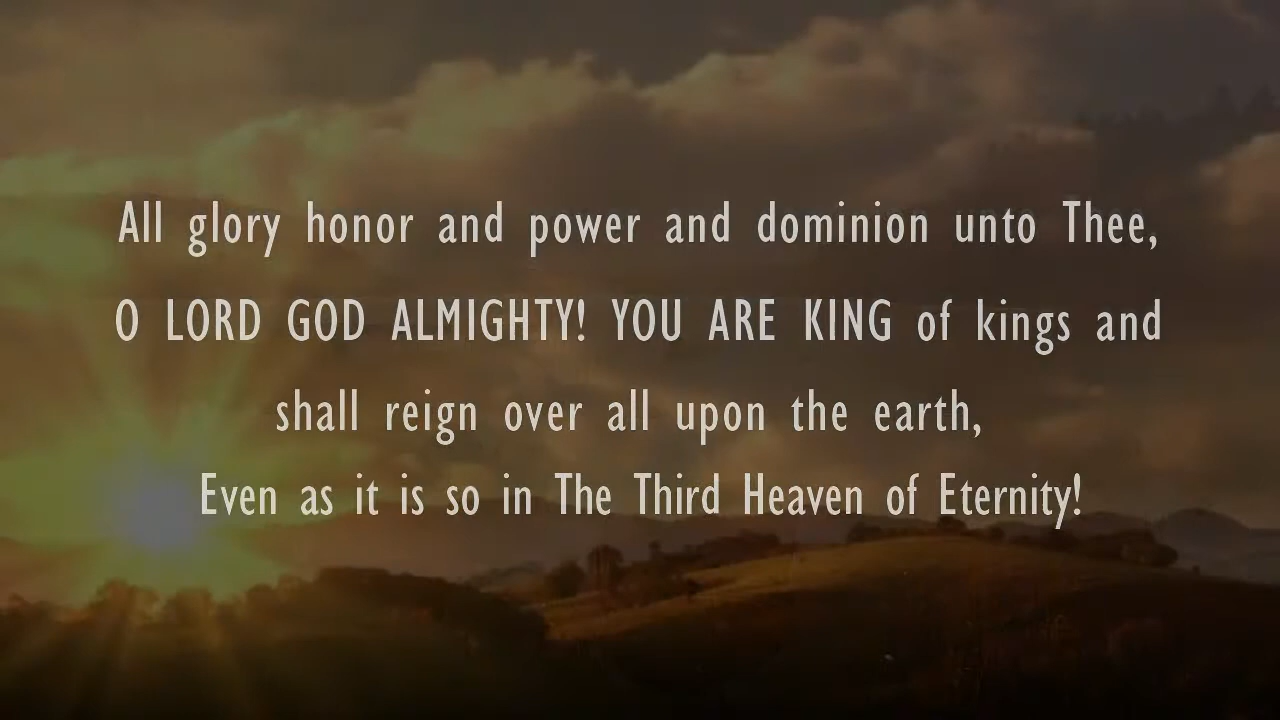 All glory honor and power and dominion unto Thee,
O LORD GOD ALMIGHTY! YOU ARE KING of kings and
shall reign over all upon the earth,
Even as it is so in The Third Heaven of Eternity!